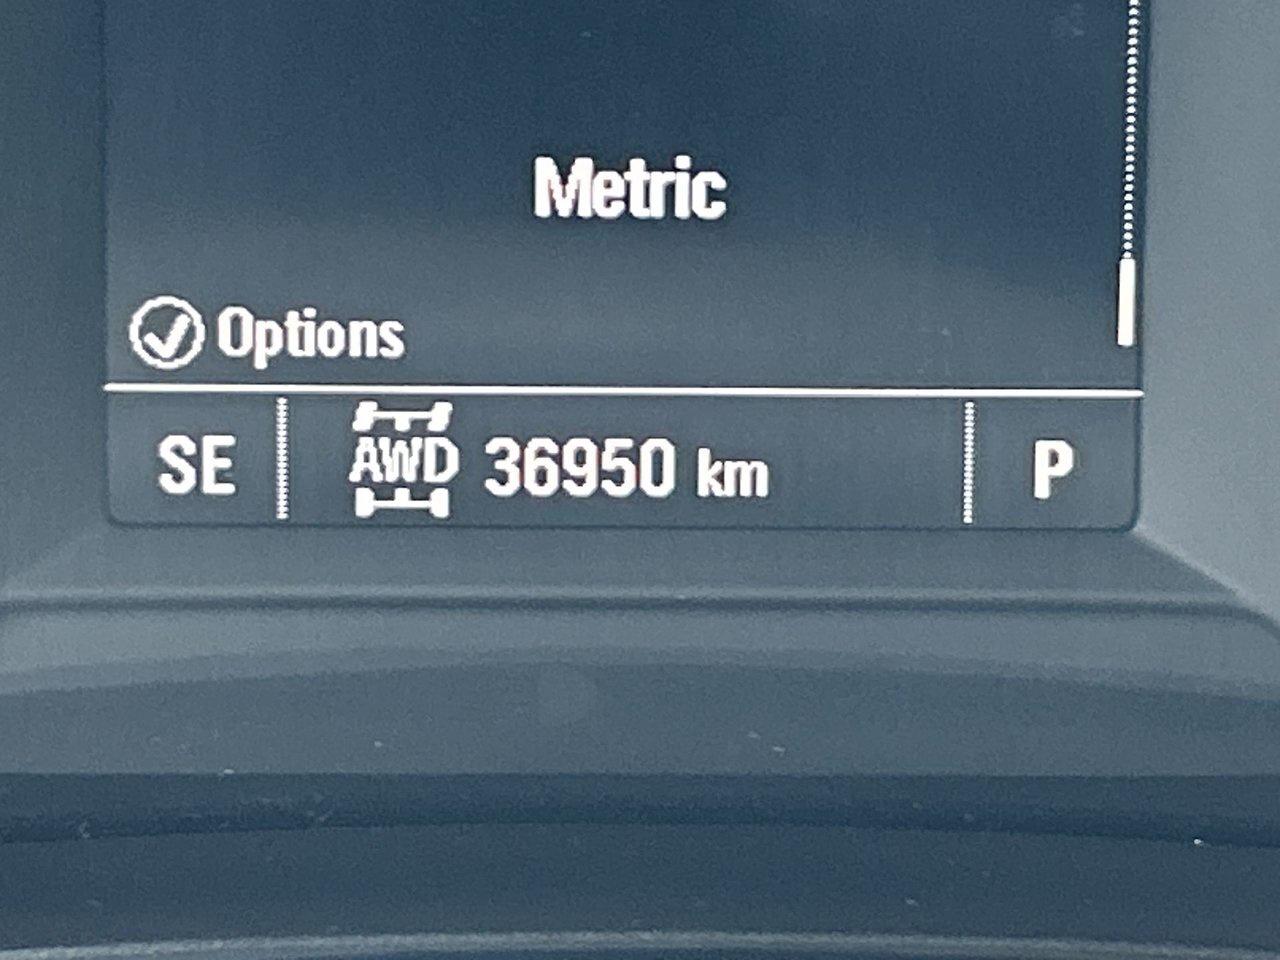 Metric
Options
SE AWD 36950 km P